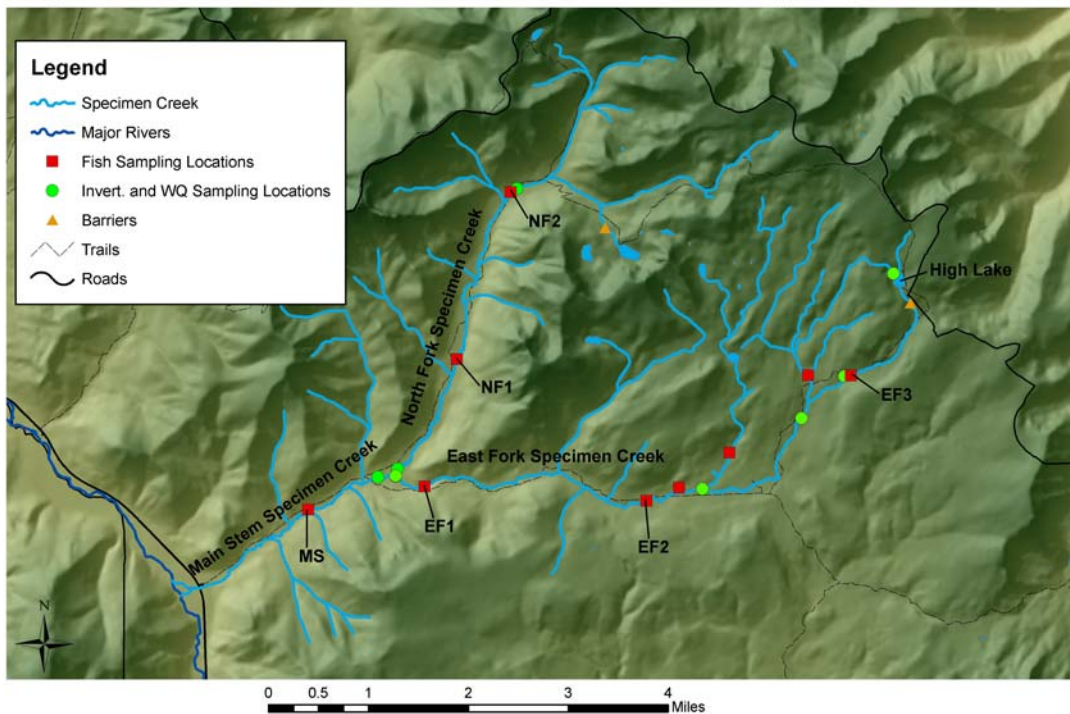 Legend
Specimen Creek
Major Rivers
Fish Sampling Locations
Invert. and WQ Sampling Locations
Barriers
Trails
Roads
NF2
High Lake
North Fork Specimen Creek
NF1
EF3
East Fork Specimen Creek
Main Stem Specimen Creek
EF1
EF2
MS
N
0 0.5 1 2 3 4
Miles